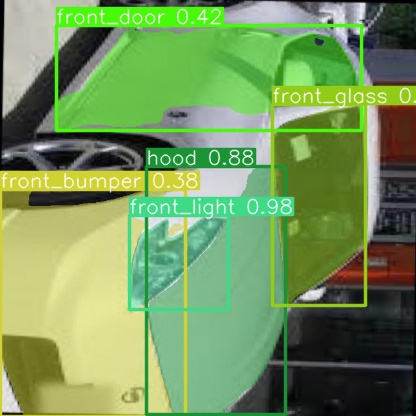 front_door 0.42
front_glass 0.
hood 0.88
front_bumper 0.38
front_light 0.98